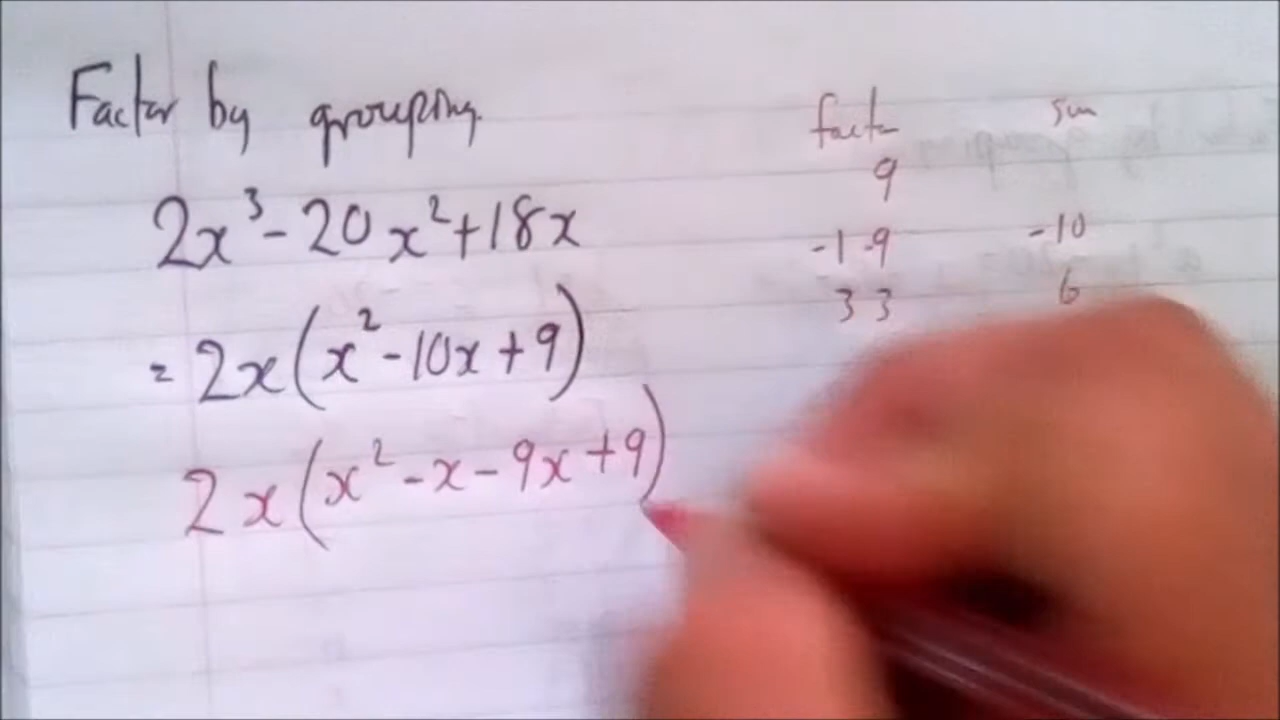 Factor by grouping
2x³-20x²+18x
= 2x(x²-10x+9)
2x(x²-x-9x+9)
factor sum
9
-1 -9 -10
3 3 6